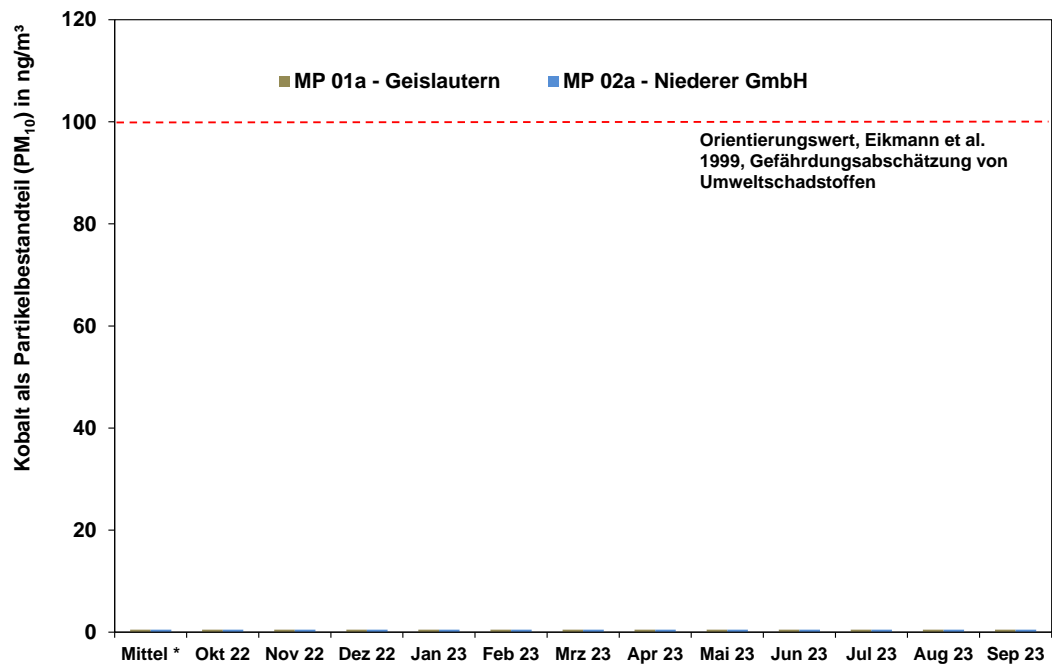 Kobalt als Partikelbestandteil (PM₁₀) in ng/m³
120
100
80
60
40
20
0
MP 01a - Geislautern
MP 02a - Niederer GmbH
Orientierungswert, Eikmann et al.
1999, Gefährdungsabschätzung von
Umweltschadstoffen
Mittel * Okt 22 Nov 22 Dez 22 Jan 23 Feb 23 Mrz 23 Apr 23 Mai 23 Jun 23 Jul 23 Aug 23 Sep 23